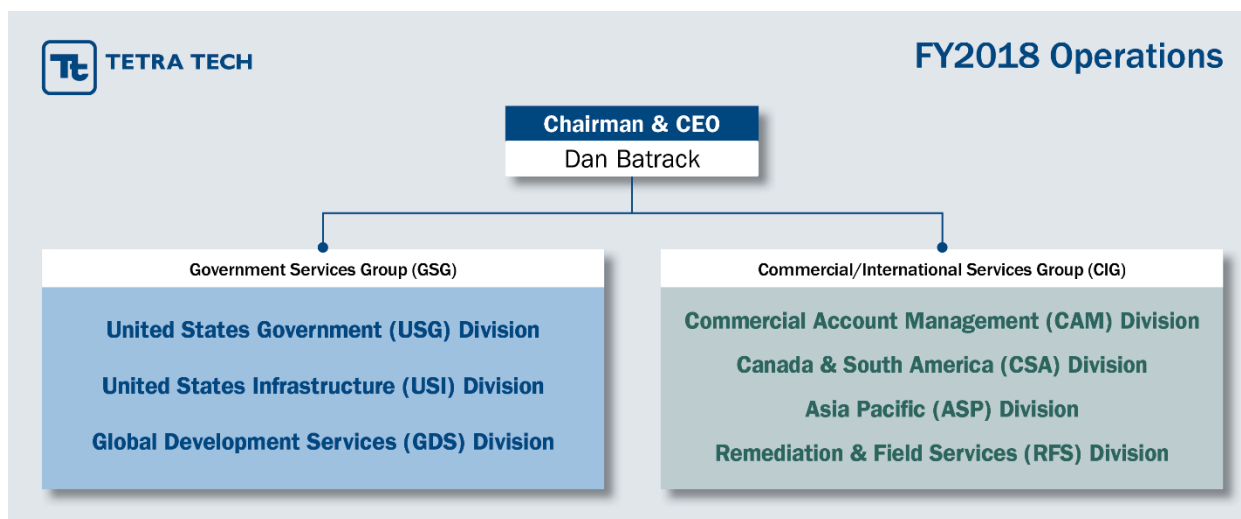 Tt TETRA TECH
FY2018 Operations
Chairman & CEO
Dan Batrack
Government Services Group (GSG)
United States Government (USG) Division
United States Infrastructure (USI) Division
Global Development Services (GDS) Division
Commercial/International Services Group (CIG)
Commercial Account Management (CAM) Division
Canada & South America (CSA) Division
Asia Pacific (ASP) Division
Remediation & Field Services (RFS) Division